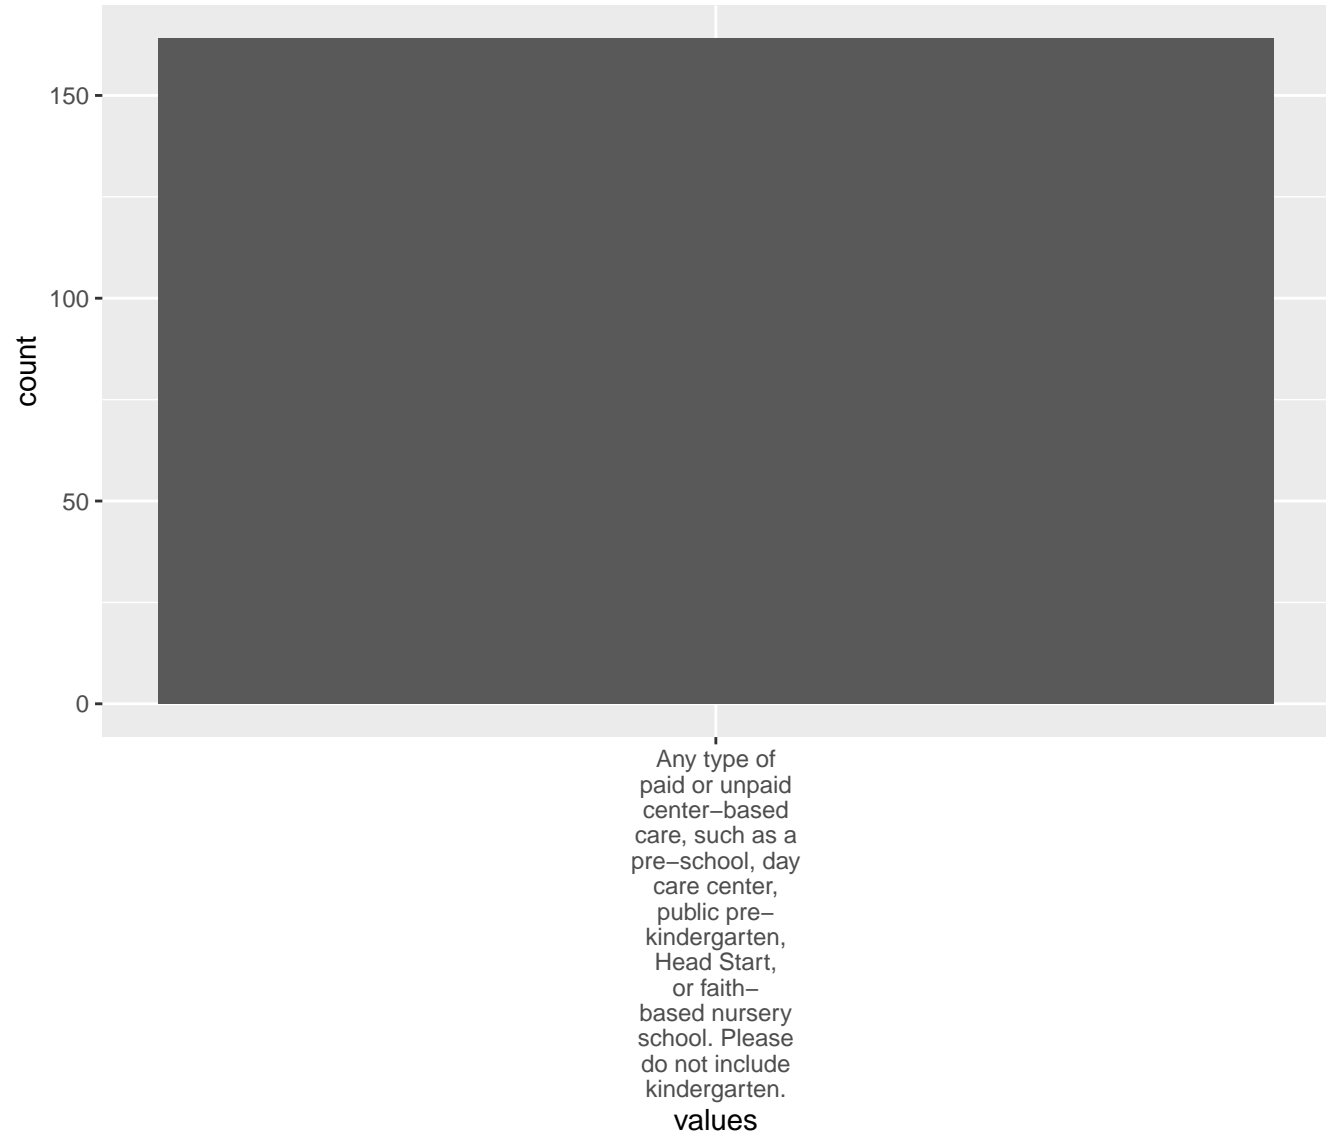 150
100
50
0
count
Any type of
paid or unpaid
center−based
care, such as a
pre−school, day
care center,
public pre−
kindergarten,
Head Start,
or faith−
based nursery
school. Please
do not include
kindergarten.
values